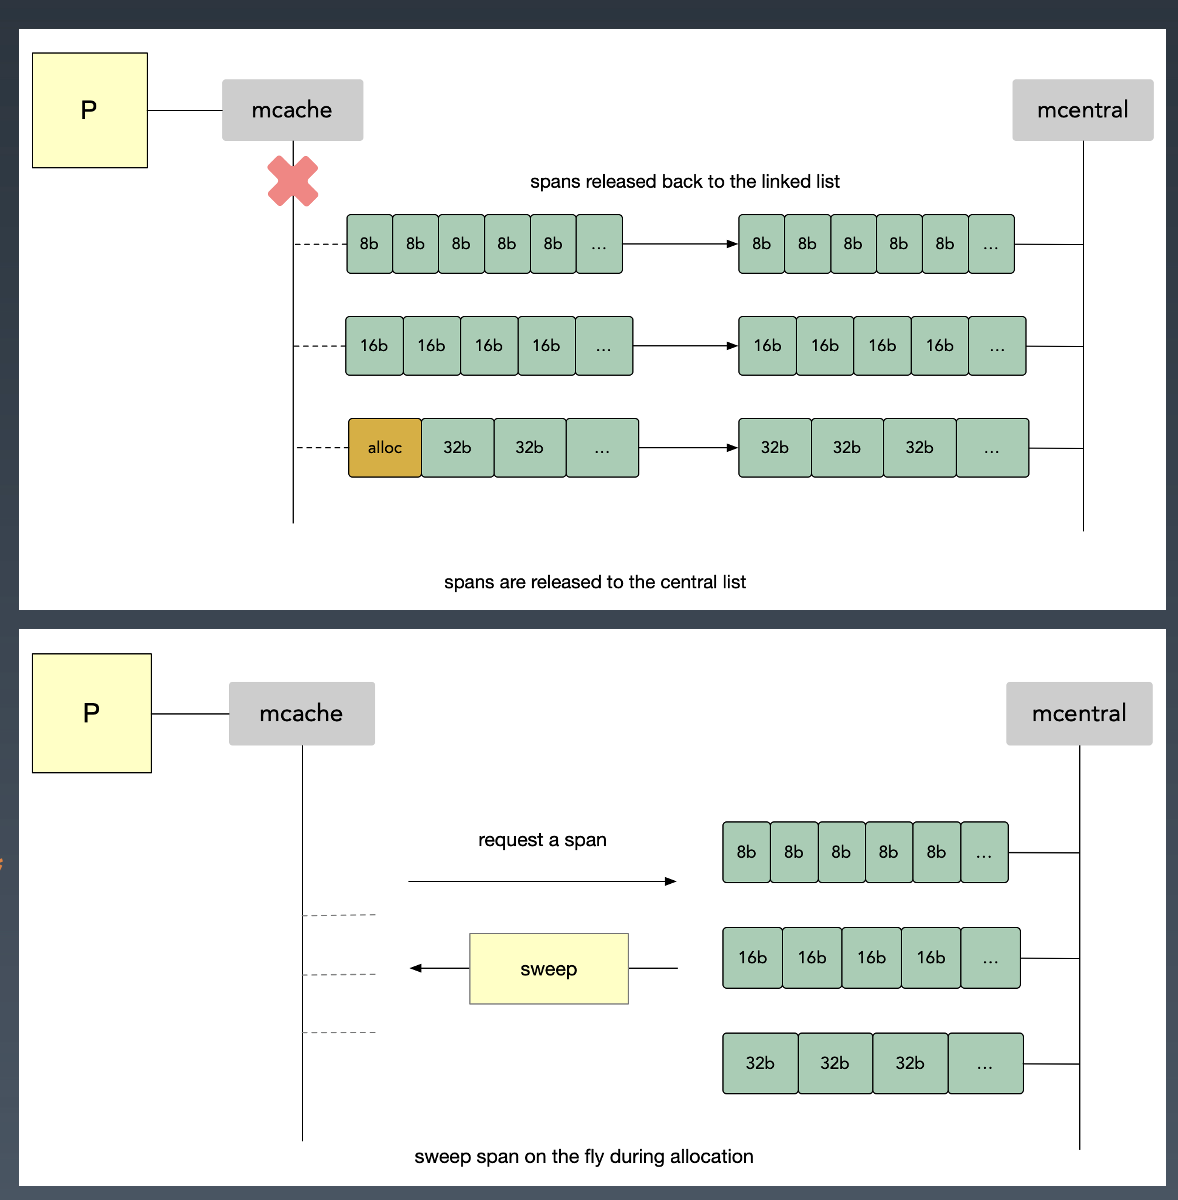 P
mcache
mcentral
spans released back to the linked list
8b 8b 8b 8b 8b ... 8b 8b 8b 8b 8b ...
16b 16b 16b 16b ... 16b 16b 16b 16b ...
alloc 32b 32b ... 32b 32b 32b ...
spans are released to the central list
P
mcache
mcentral
request a span
8b 8b 8b 8b 8b ...
sweep
16b 16b 16b 16b ...
32b 32b 32b ...
sweep span on the fly during allocation